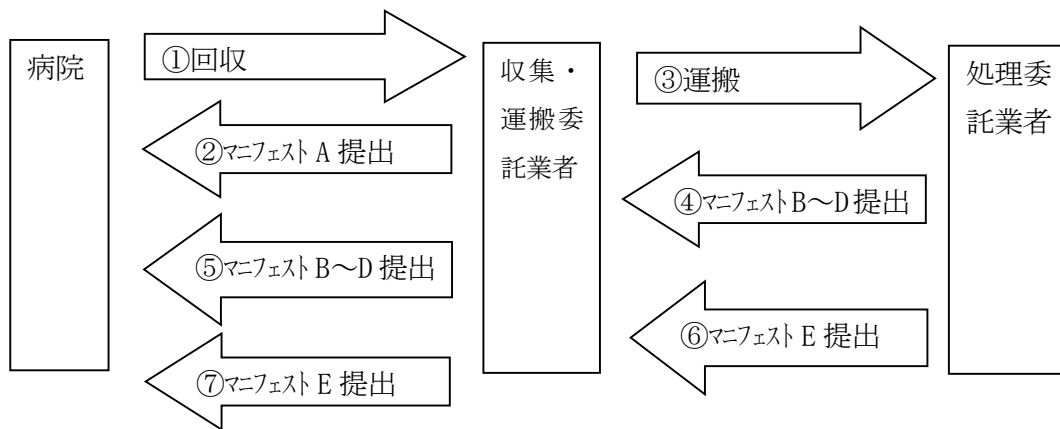 病院
①回収
収集・
運搬委
託業者
③運搬
処理委
託業者
②マニフェスト A 提出
④マニフェスト B～D 提出
⑤マニフェスト B～D 提出
⑥マニフェスト E 提出
⑦マニフェスト E 提出